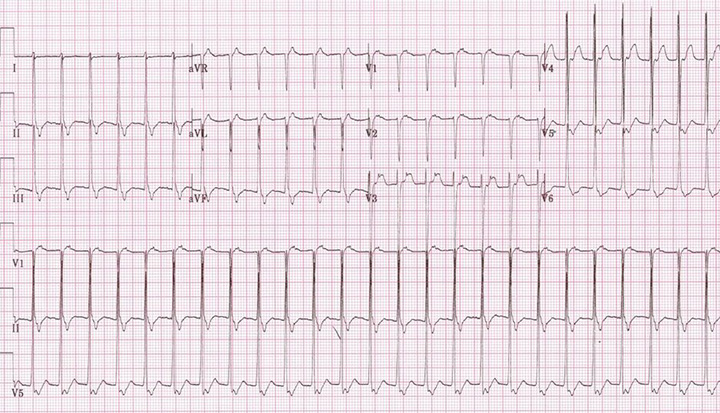 I aVR V1 V4
II aVL V2 V5
III aVF V3 V6
V1
II
V5